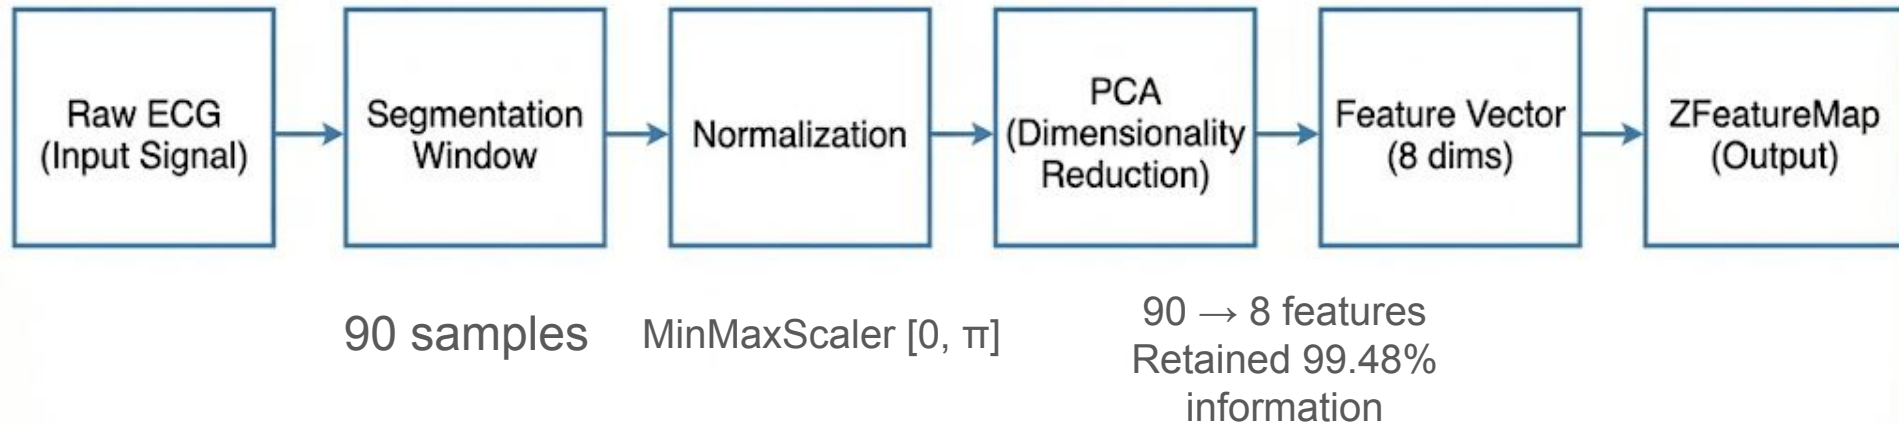 Raw ECG
(Input Signal)
Segmentation
Window
Normalization
PCA
(Dimensionality
Reduction)
Feature Vector
(8 dims)
ZFeatureMap
(Output)
90 samples
MinMaxScaler [0, π]
90 → 8 features
Retained 99.48%
information